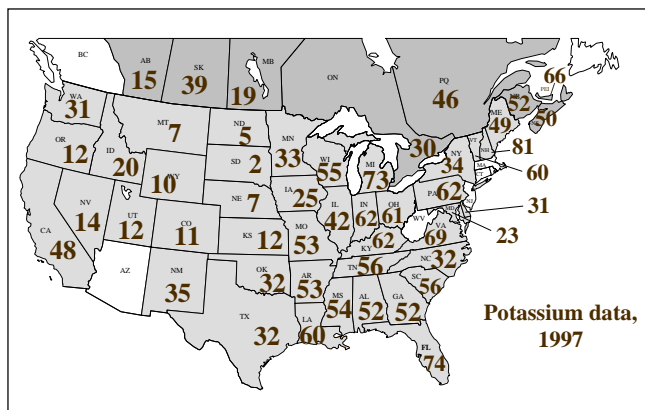 BC
AB
15
SK
39
MB
19
ON
30
PQ
46
PEI
66
52
NS
50
WA
31
MT
7
ND
5
MN
33
WI
55
MI
73
NY
34
VT
NH
81
ME
49
MA
60
CT
OR
12
ID
20
WY
10
SD
2
NE
7
IA
25
IL
42
IN
62
OH
61
PA
62
NJ
31
MD
23
WV
VA
69
CA
48
NV
14
UT
12
CO
11
KS
12
MO
53
KY
62
TN
56
NC
32
SC
56
AZ
NM
35
OK
32
AR
53
MS
54
AL
52
GA
52
TX
32
LA
60
FL
74
Potassium data,
1997